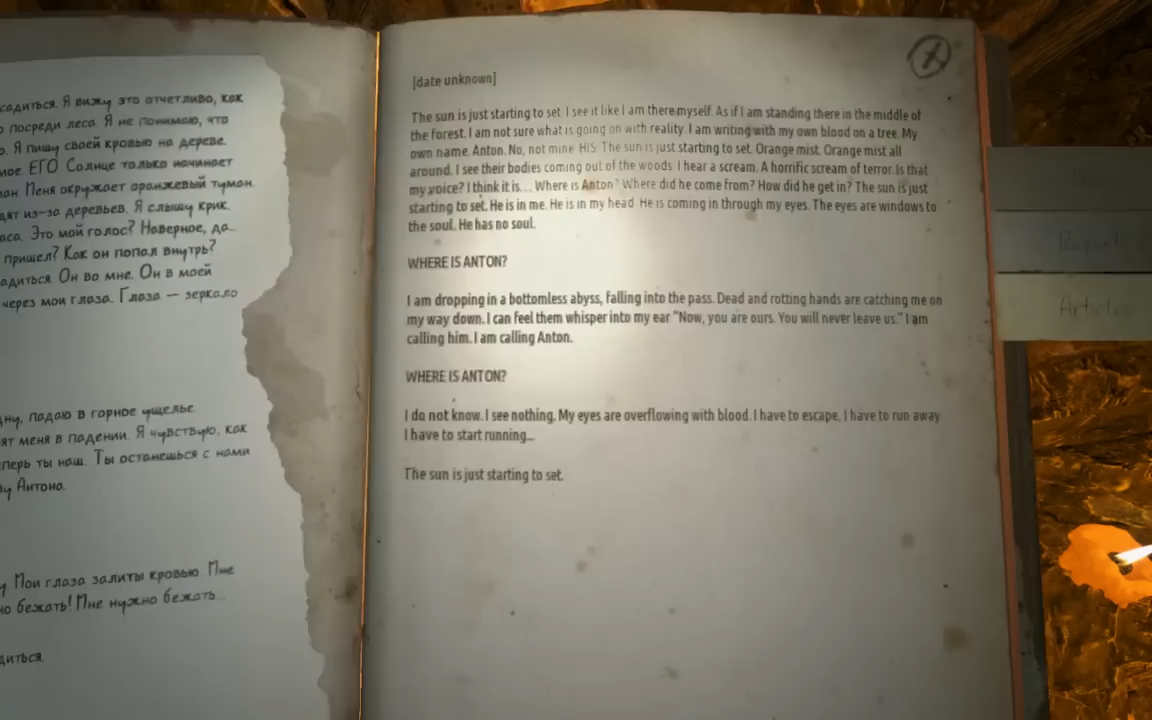 садиться. Я вижу это отчетливо, как
посреди леса. Я не понимаю, что
Я пишу своей кровью на дереве.
мое. ЕГО Солнце только начинает
Меня окружает оранжевый туман.
из-за деревьев. Я слышу крик.
Это мой голос? Наверное, да...
пришел? Как он попал внутрь?
Он во мне. Он в моей
через мои глаза. Глаза — зеркало
падаю в горное ущелье.
меня в падении. Я чувствую, как
ты наш. Ты останешься с нами
Антона.
Мои глаза залиты кровью. Мне
бежать! Мне нужно бежать...
[date unknown]
The sun is just starting to set. I see it like I am there myself. As if I am standing there in the middle of
the forest. I am not sure what is going on with reality. I am writing with my own blood on a tree. My
own name. Anton. No, not mine. HIS. The sun is just starting to set. Orange mist. Orange mist all
around. I see their bodies coming out of the woods. I hear a scream. A horrific scream of terror. Is that
my voice? I think it is... Where is Anton? Where did he come from? How did he get in? The sun is just
starting to set. He is in me. He is in my head. He is coming in through my eyes. The eyes are windows to
the soul. He has no soul.
WHERE IS ANTON?
I am dropping in a bottomless abyss, falling into the pass. Dead and rotting hands are catching me on
my way down. I can feel them whisper into my ear "Now, you are ours. You will never leave us." I am
calling him. I am calling Anton.
WHERE IS ANTON?
I do not know. I see nothing. My eyes are overflowing with blood. I have to escape, I have to run away
I have to start running...
The sun is just starting to set.
Report
Article